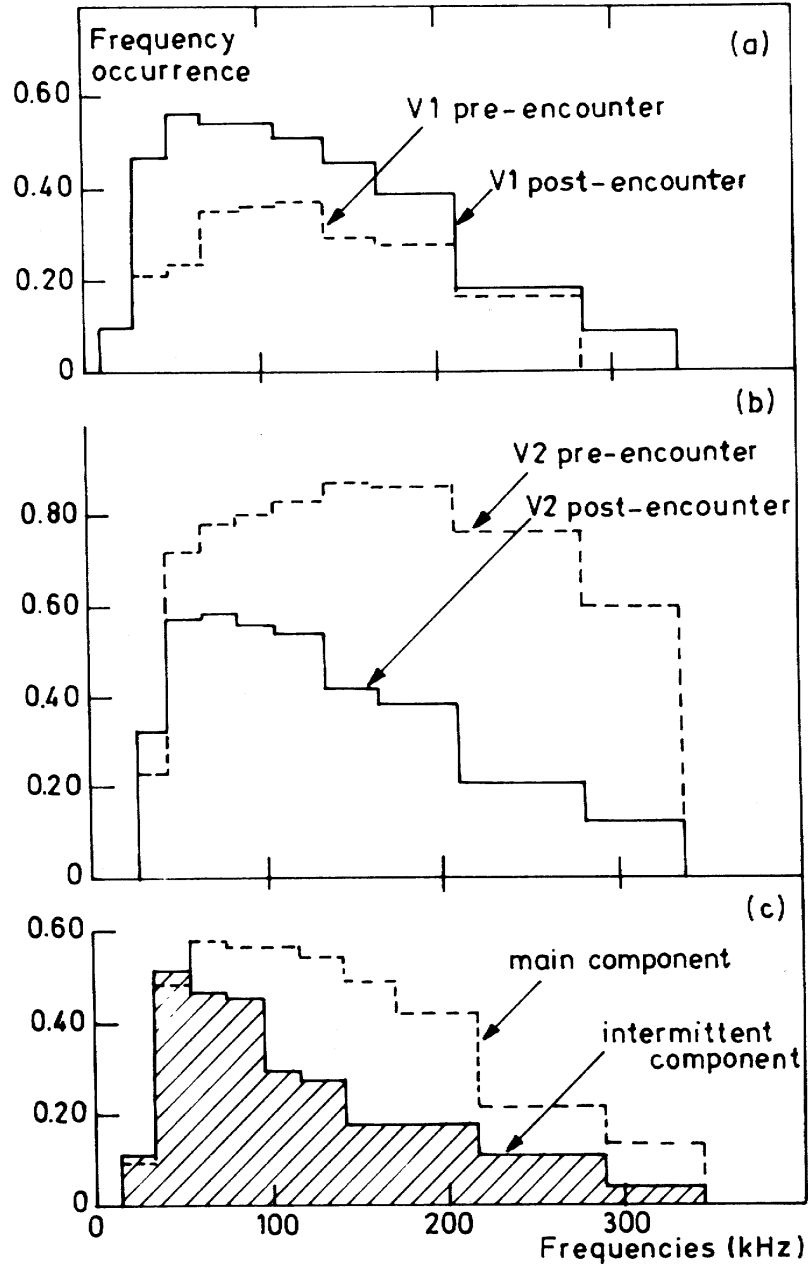 Frequency
occurrence
(a)
0.60
V1 pre-encounter
V1 post-encounter
0.40
0.20
0
(b)
V2 pre-encounter
V2 post-encounter
0.80
0.60
0.40
0.20
0
(c)
0.60
main component
0.40
intermittent
component
0.20
0
0 100 200 300
Frequencies (kHz)